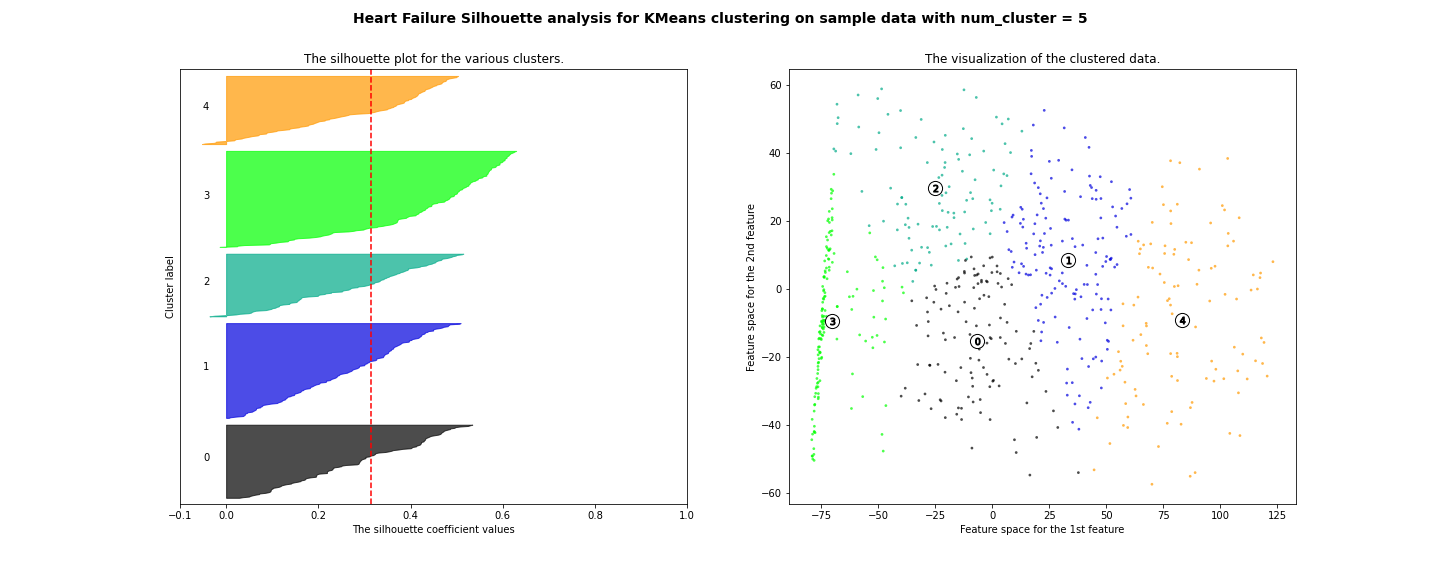 Heart Failure Silhouette analysis for KMeans clustering on sample data with num_cluster = 5
The silhouette plot for the various clusters.
Cluster label
4
3
2
1
0
−0.1 0.0 0.2 0.4 0.6 0.8 1.0
The silhouette coefficient values
The visualization of the clustered data.
Feature space for the 2nd feature
60
40
20
0
−20
−40
−60
2
1
3
4
0
−75 −50 −25 0 25 50 75 100 125
Feature space for the 1st feature